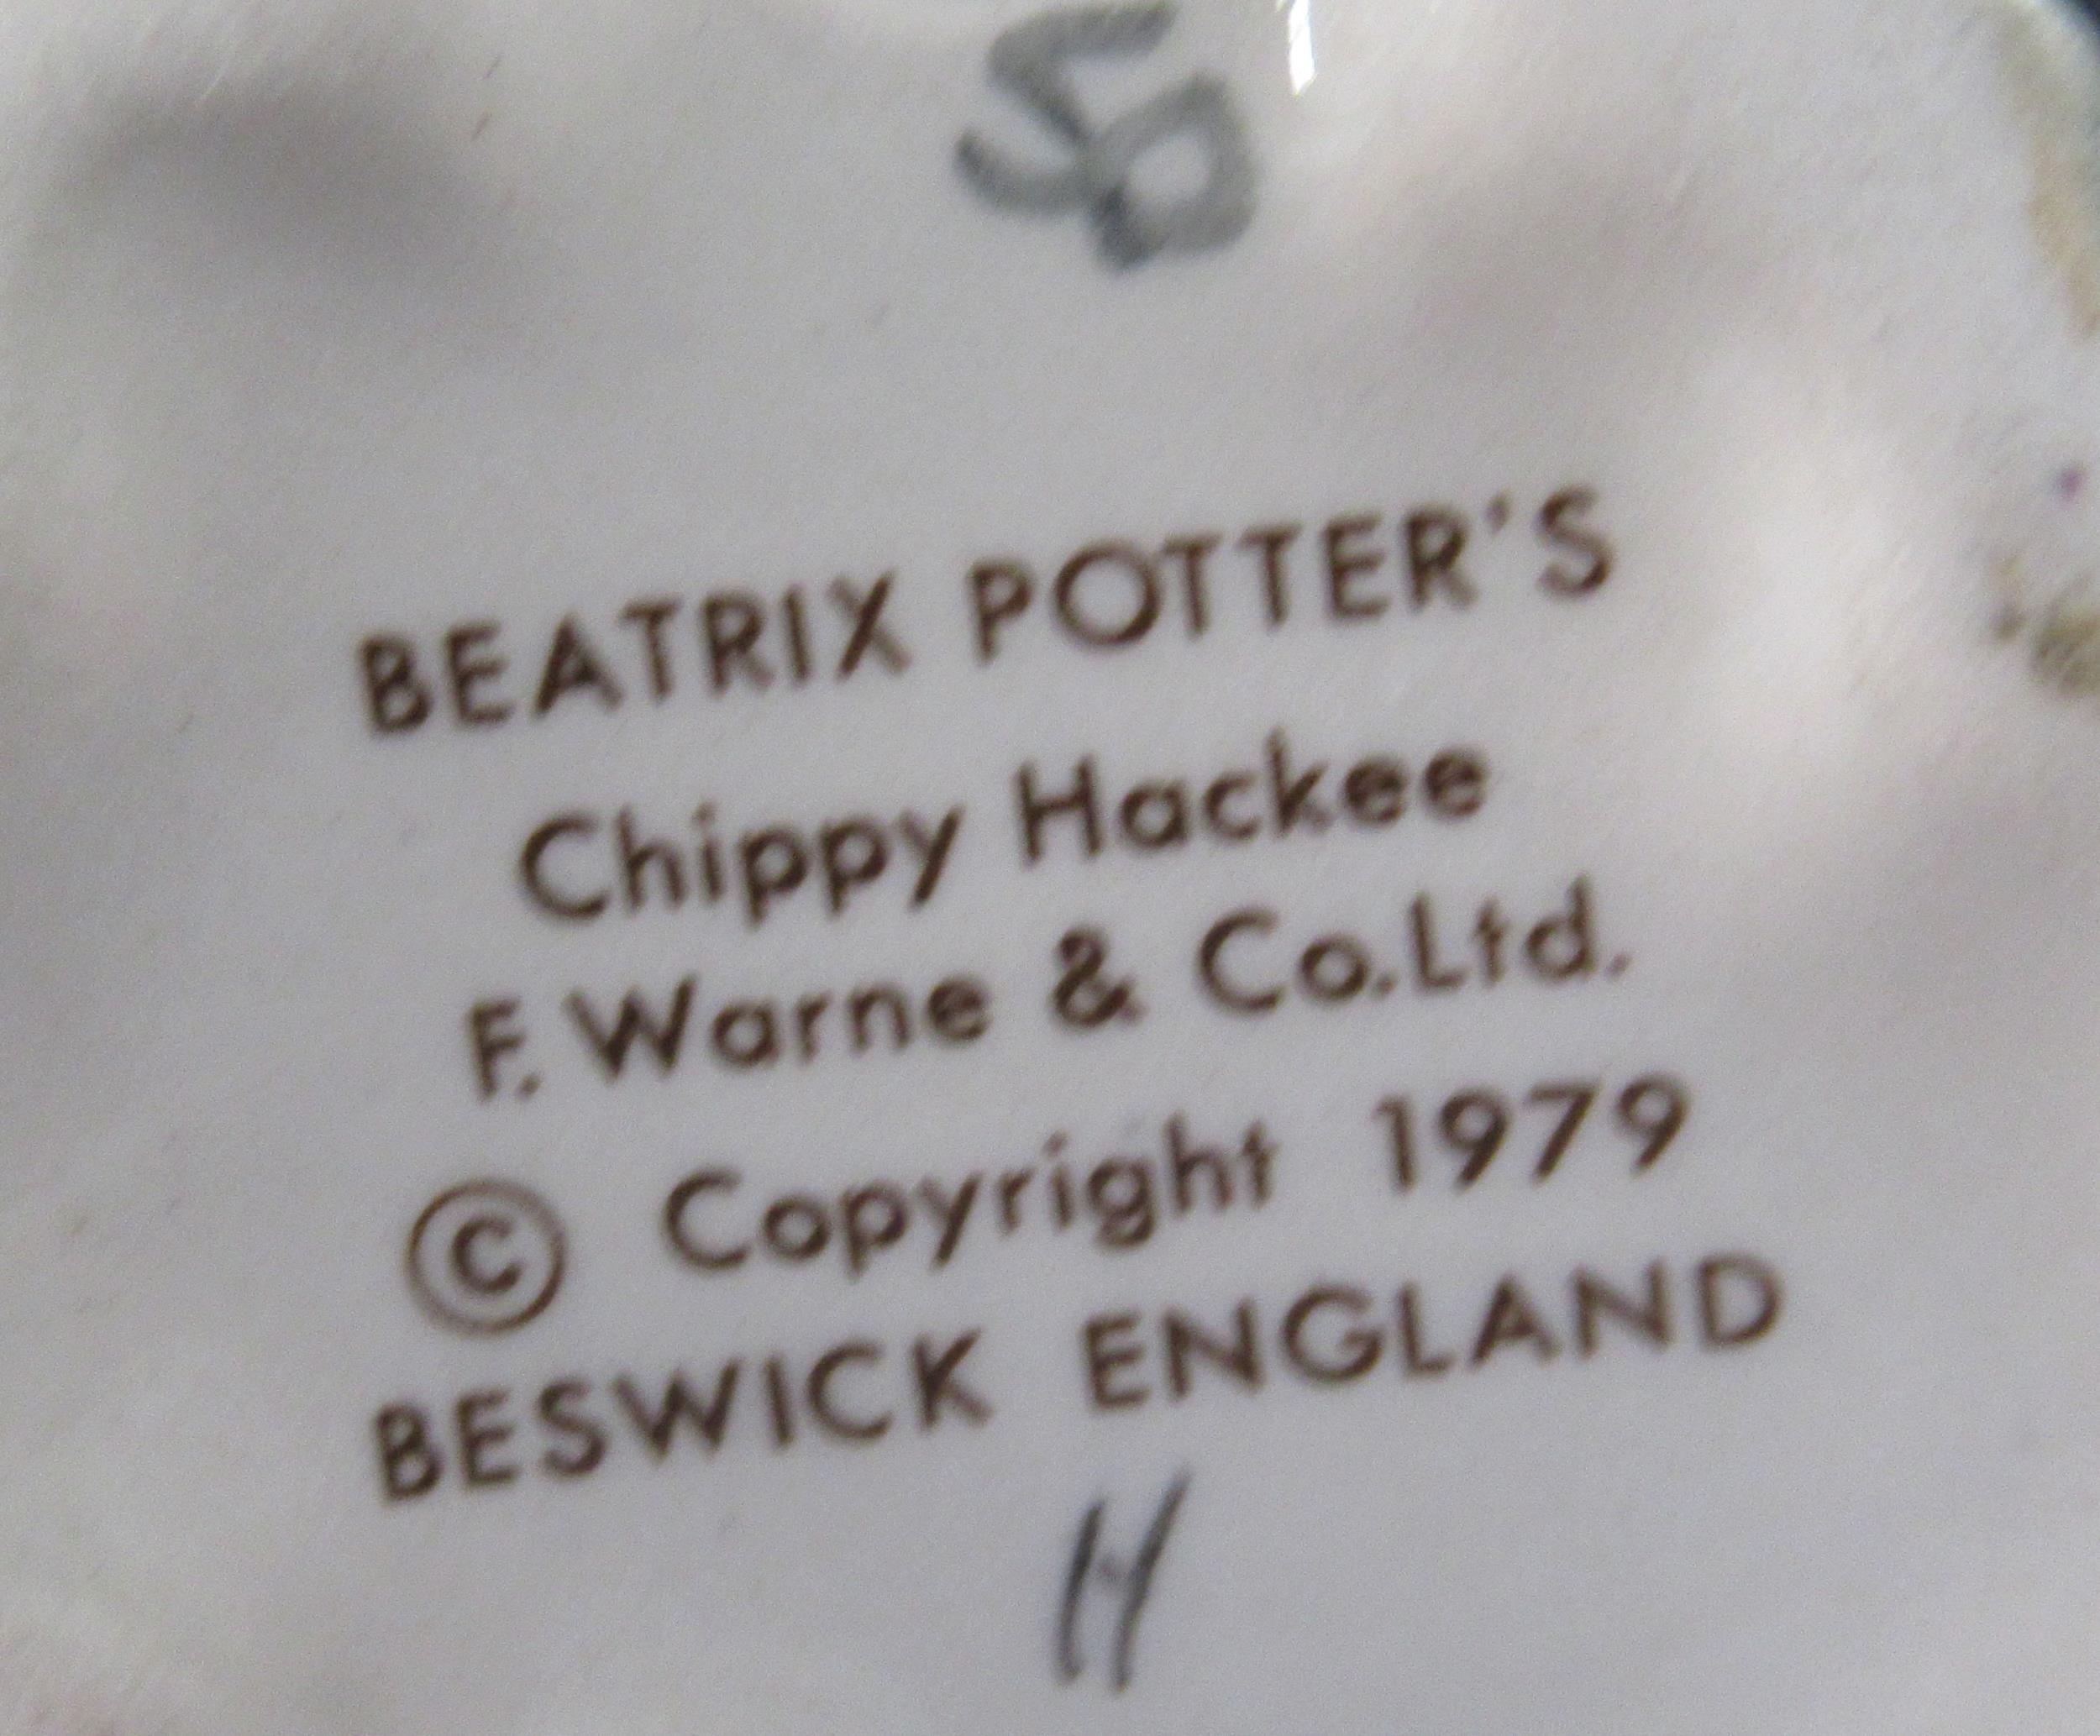 BEATRIX POTTER'S
Chippy Hackee
F. Warne & Co.Ltd.
© Copyright 1979
BESWICK ENGLAND
H